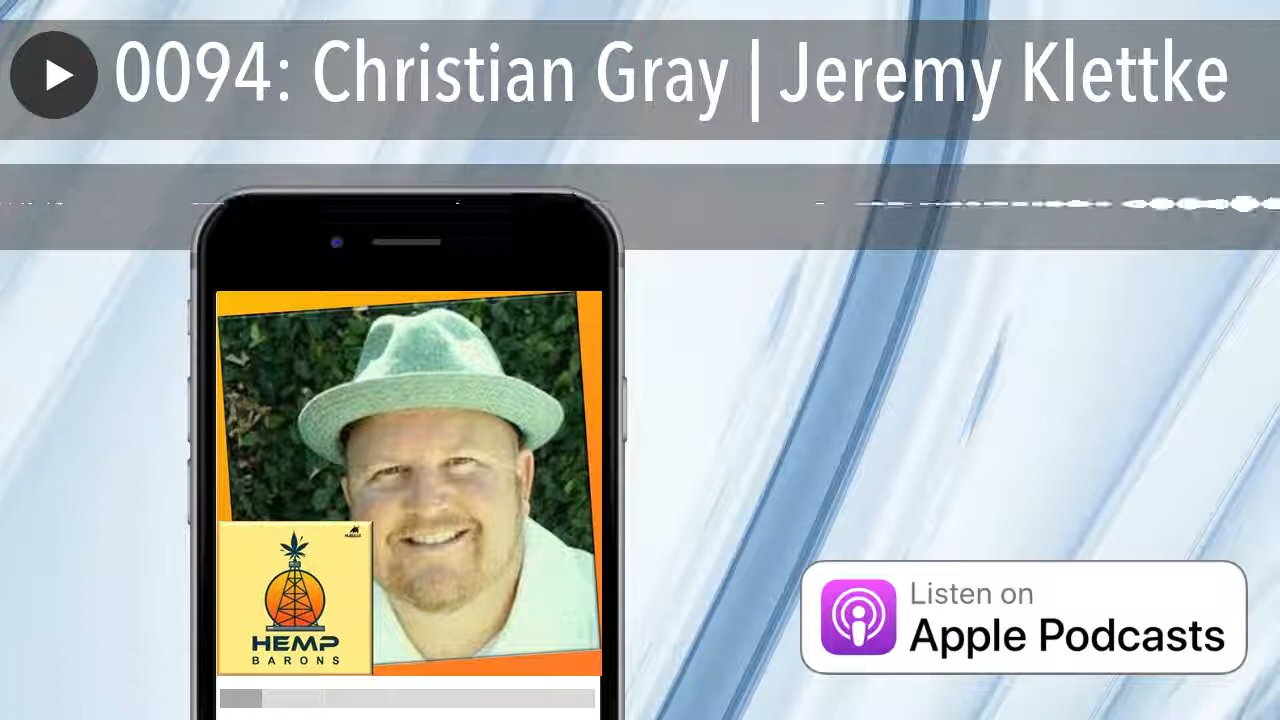 0094: Christian Gray | Jeremy Klettke
HEMP
BARONS
Listen on
Apple Podcasts